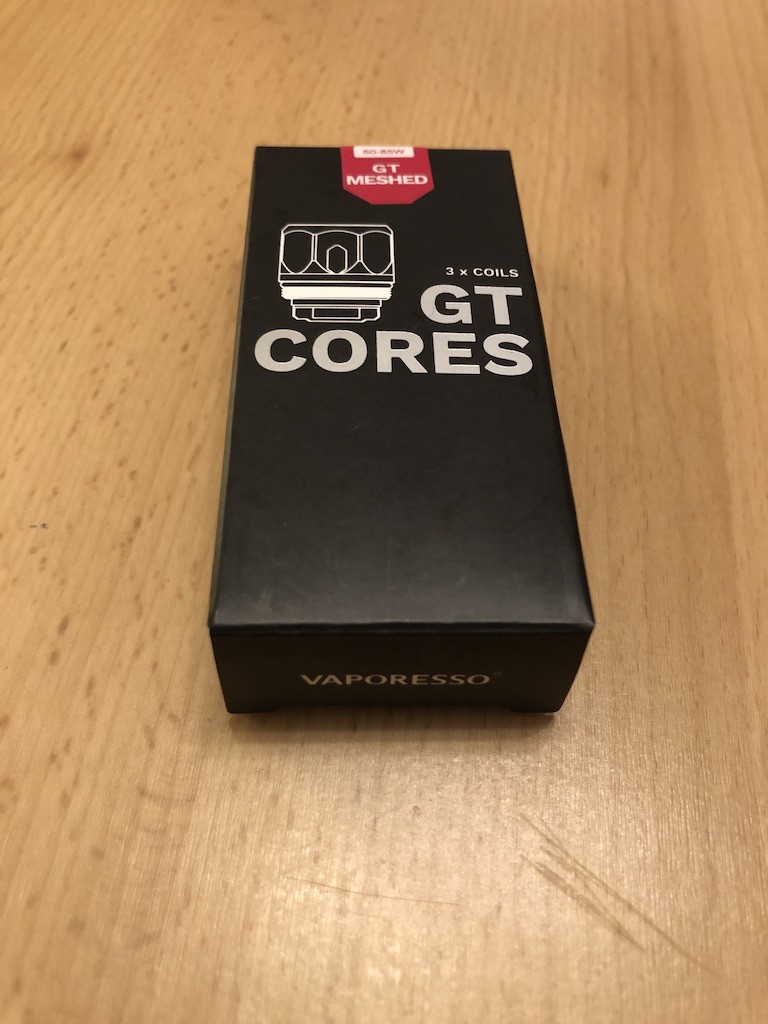 50-85W
GT
MESHED
3 x COILS
GT
CORES
VAPORESSO